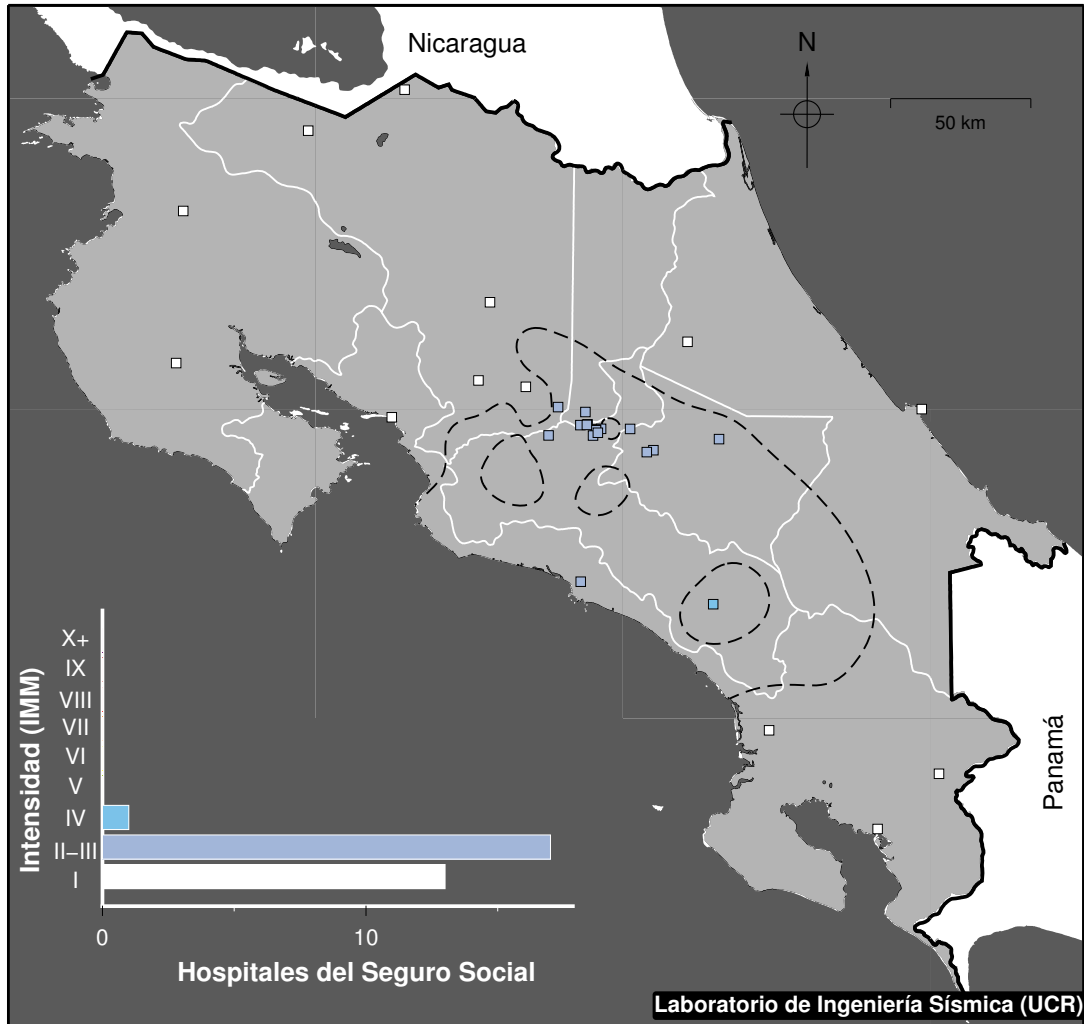 Nicaragua
N
50 km
Panamá
Intensidad (IMM)
X+
IX
VIII
VII
VI
V
IV
II−III
I
0
10
Hospitales del Seguro Social
Laboratorio de Ingeniería Sísmica (UCR)